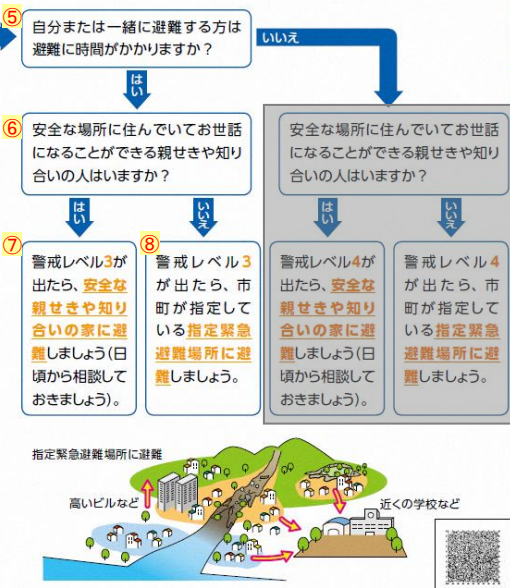 ⑤
自分または一緒に避難する方は
避難に時間がかかりますか？
いいえ
はい
⑥
安全な場所に住んでいてお世話
になることができる親せきや知り
合いの人はいますか？
安全な場所に住んでいてお世話
になることができる親せきや知り
合いの人はいますか？
はい
いいえ
はい
いいえ
⑦
警戒レベル3が
出たら、安全な
親せきや知り
合いの家に避
難しましょう(日
頃から相談して
おきましょう)。
⑧
警戒レベル3
が出たら、市
町が指定して
いる指定緊急
避難場所に避
難しましょう。
警戒レベル4が
出たら、安全な
親せきや知り
合いの家に避
難しましょう(日
頃から相談して
おきましょう)。
警戒レベル4
が出たら、市
町が指定して
いる指定緊急
避難場所に避
難しましょう。
指定緊急避難場所に避難
高いビルなど
近くの学校など